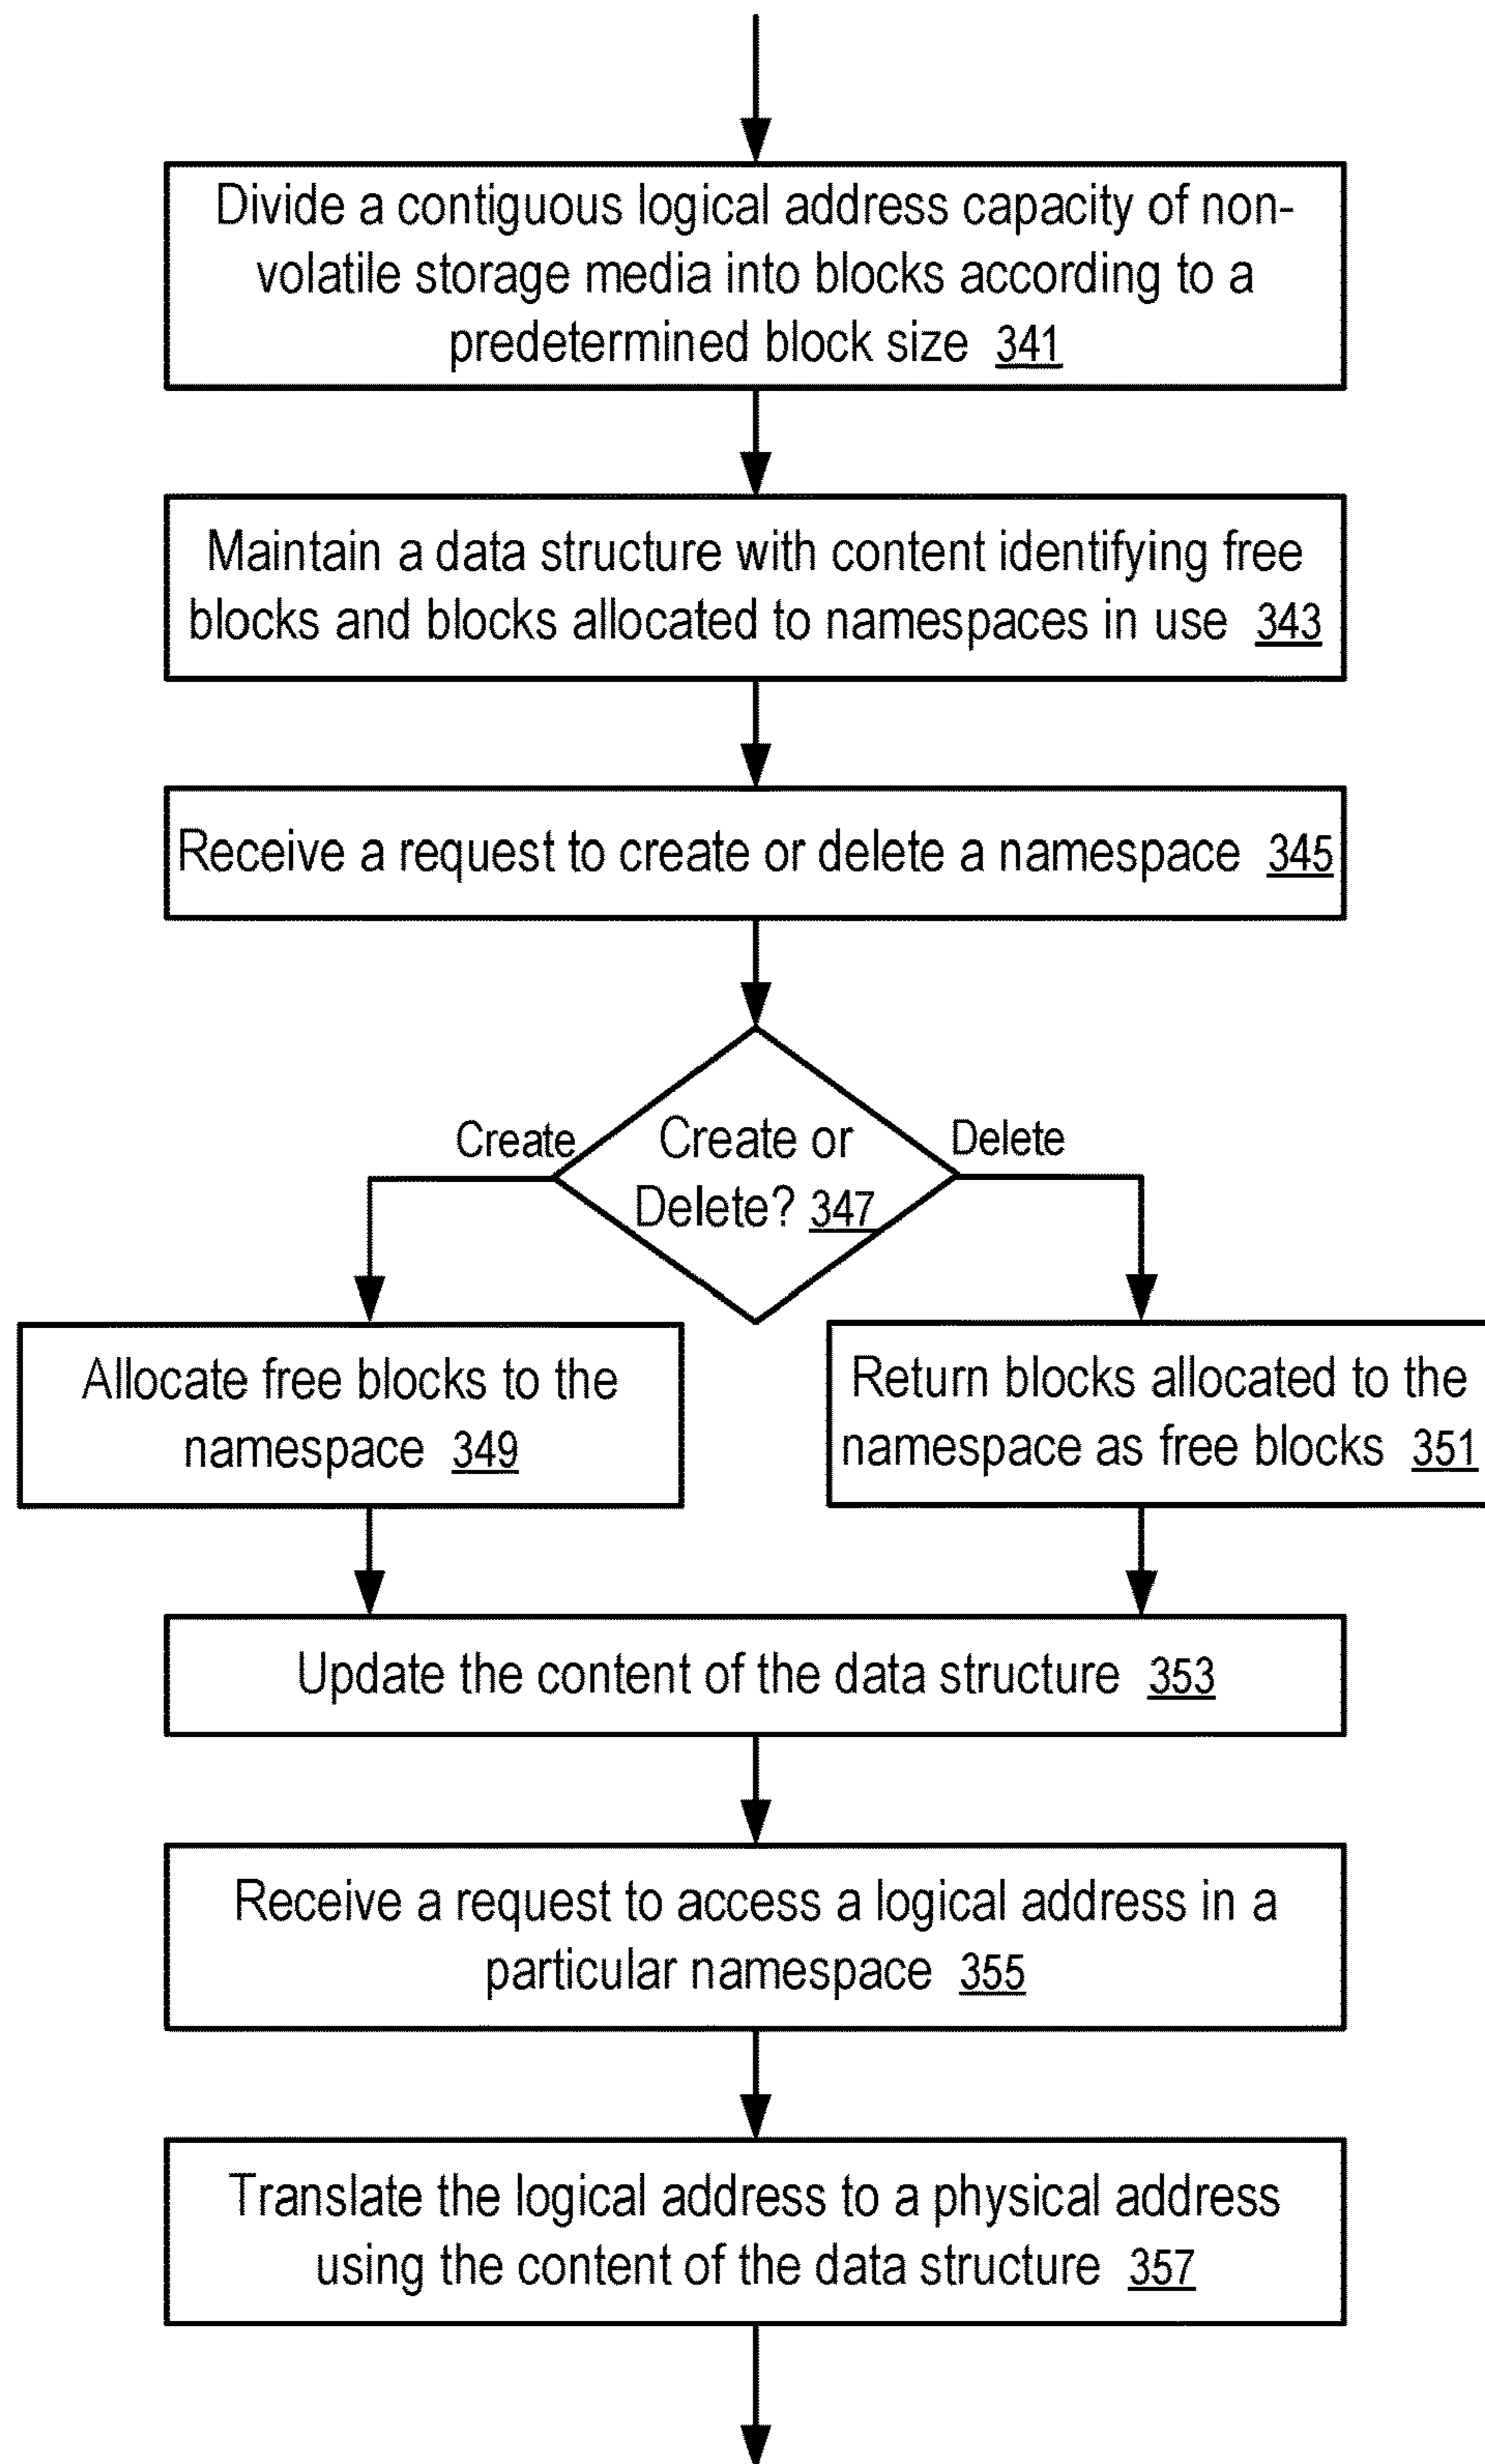 Divide a contiguous logical address capacity of non-
volatile storage media into blocks according to a
predetermined block size 341
Maintain a data structure with content identifying free
blocks and blocks allocated to namespaces in use 343
Receive a request to create or delete a namespace 345
Create
Create or
Delete? 347
Delete
Allocate free blocks to the
namespace 349
Return blocks allocated to the
namespace as free blocks 351
Update the content of the data structure 353
Receive a request to access a logical address in a
particular namespace 355
Translate the logical address to a physical address
using the content of the data structure 357